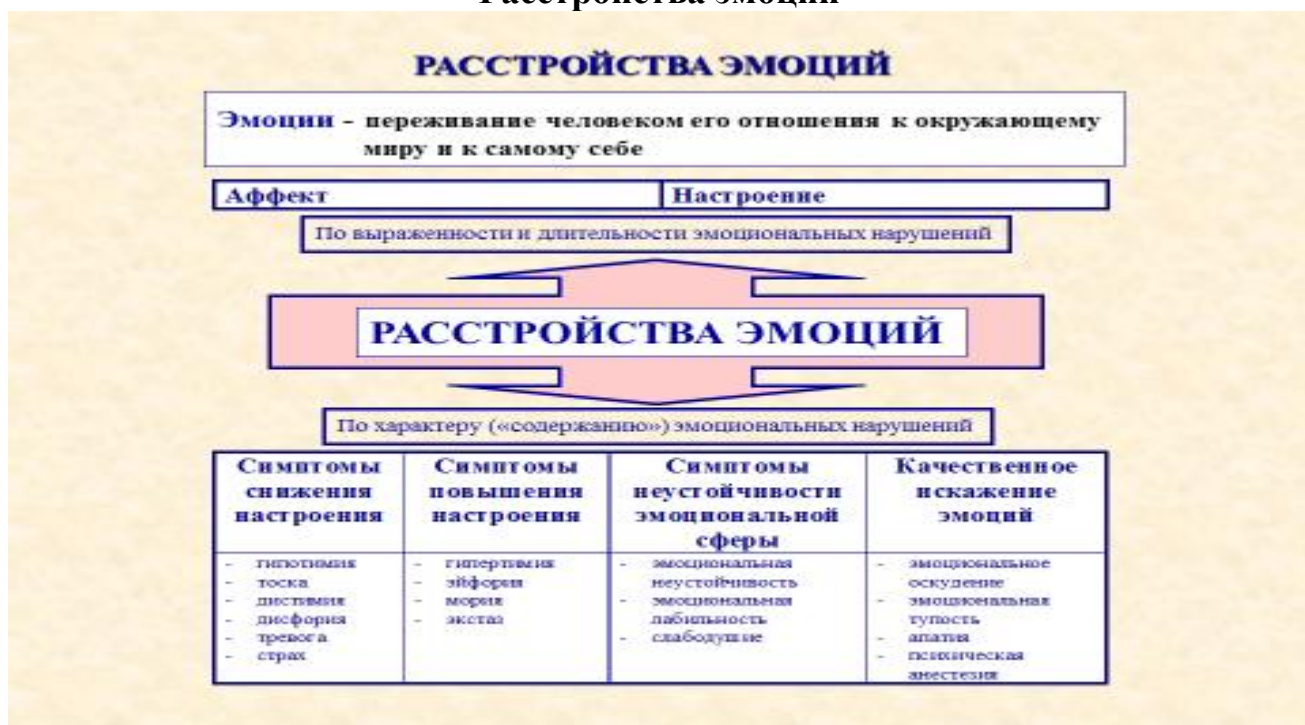 Расстройства эмоций
РАССТРОЙСТВА ЭМОЦИЙ
Эмоции - переживание человеком его отношения к окружающему
миру и к самому себе
Аффект
Настроение
По выраженности и длительности эмоциональных нарушений
РАССТРОЙСТВА ЭМОЦИЙ
По характеру («содержанию») эмоциональных нарушений
Симптомы
снижения
настроения
- гипотимия
- тоска
- дистимия
- дисфория
- тревога
- страх
Симптомы
повышения
настроения
- гипертимия
- эйфория
- мория
- экстаз
Симптомы
неустойчивости
эмоциональной
сферы
- эмоциональная
неустойчивость
- эмоциональная
лабильность
- слабодушие
Качественное
искажение
эмоций
- эмоциональное
оскудение
- эмоциональная
тупость
- апатия
- психическая
анестезия